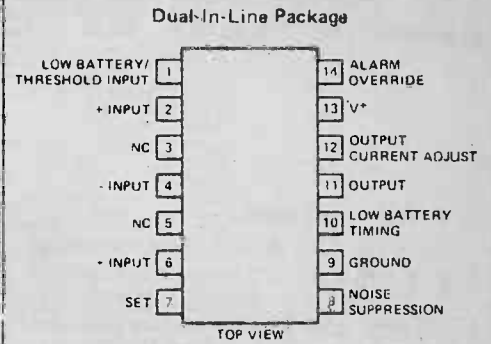 Dual-In-Line Package
LOW BATTERY/
THRESHOLD INPUT
1
+ INPUT 2
NC 3
- INPUT 4
NC 5
+ INPUT 6
SET 7
14 ALARM
OVERRIDE
13 V+
12 OUTPUT
CURRENT ADJUST
11 OUTPUT
10 LOW BATTERY
TIMING
9 GROUND
8 NOISE
SUPPRESSION
TOP VIEW